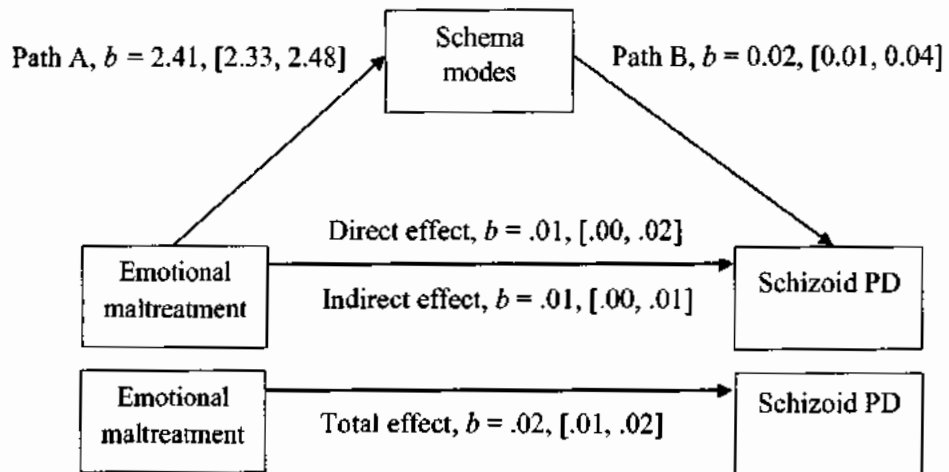 Schema
modes
Path A, b = 2.41, [2.33, 2.48]
Path B, b = 0.02, [0.01, 0.04]
Direct effect, b = .01, [.00, .02]
Emotional
maltreatment
Indirect effect, b = .01, [.00, .01]
Schizoid PD
Emotional
maltreatment
Total effect, b = .02, [.01, .02]
Schizoid PD